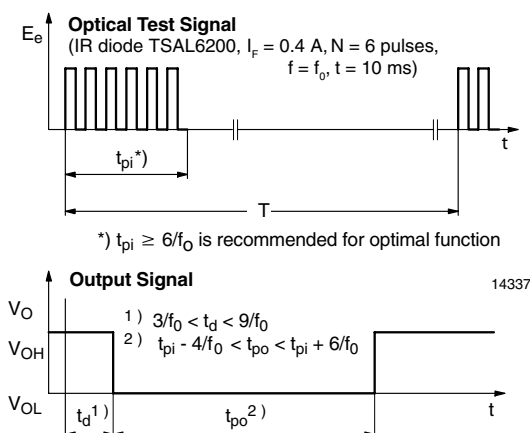 Optical Test Signal
Ee
(IR diode TSAL6200, IF = 0.4 A, N = 6 pulses,
f = f0, t = 10 ms)
t
tpi*)
T
*) tpi ≥ 6/fO is recommended for optimal function
Output Signal
14337
VO
1) 3/f0 < td < 9/f0
VOH
2) tpi - 4/f0 < tpo < tpi + 6/f0
VOL
td1)
tpo2)
t